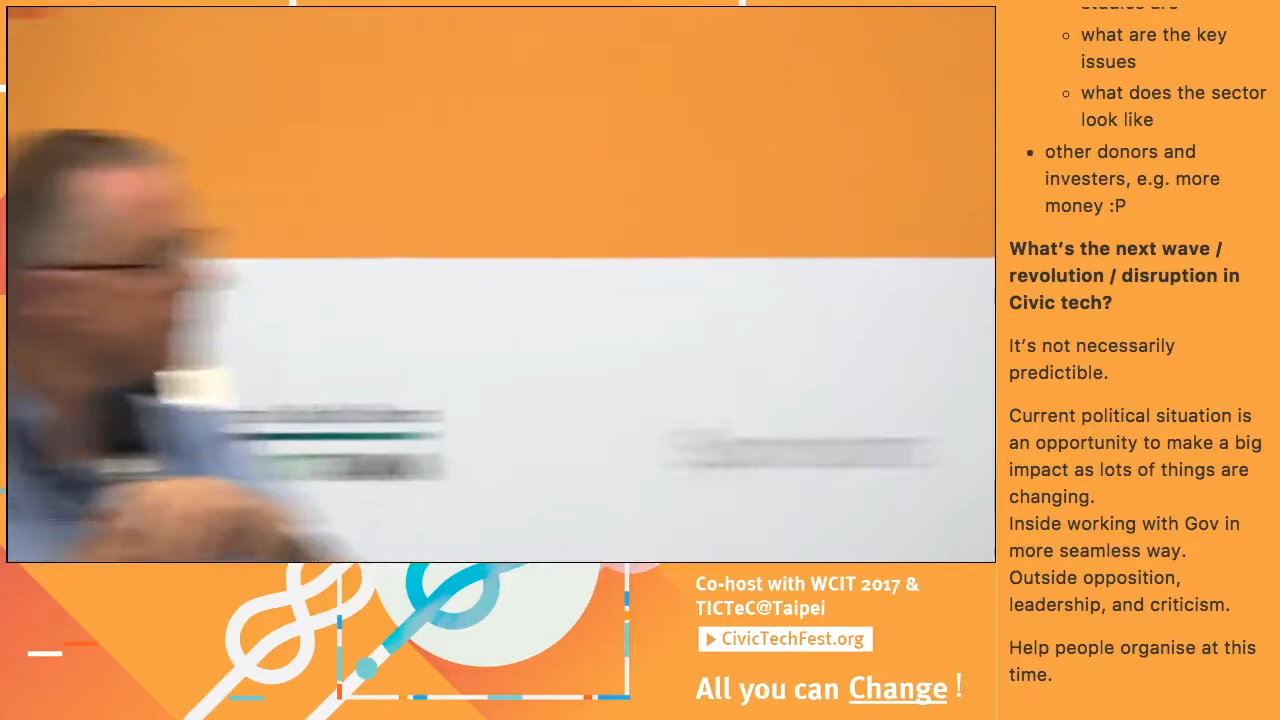 what are the key
issues
what does the sector
look like
other donors and
investers, e.g. more
money :P
What's the next wave /
revolution / disruption in
Civic tech?
It's not necessarily
predictible.
Current political situation is
an opportunity to make a big
impact as lots of things are
changing.
Inside working with Gov in
more seamless way.
Outside opposition,
leadership, and criticism.
Help people organise at this
time.
Co-host with WCIT 2017 &
TICTeC@Taipei
CivicTechFest.org
All you can Change !